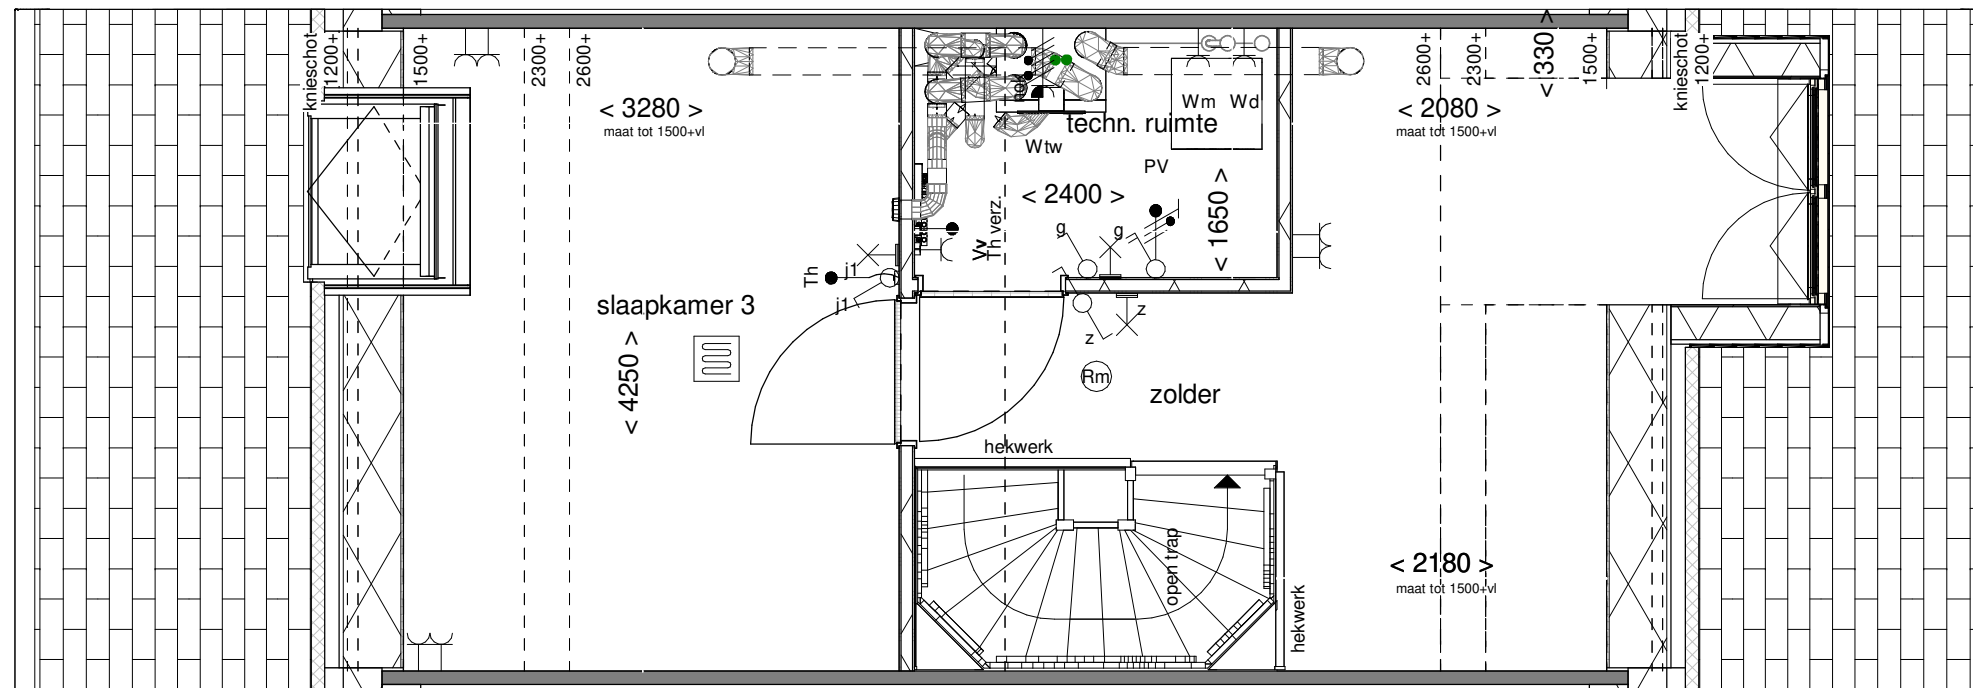 knieschot
1200+
1500+
2300+
2600+
< 3280 >
maat tot 1500+vl
slaapkamer 3
< 4250 >
Th
j1
j1
Wm
Wd
techn. ruimte
Wtw
PV
< 2400 >
< 1650 >
Vv
Th verz.
g
g
z
z
Rm
zolder
hekwerk
open trap
hekwerk
2600+
2300+
< 3330 >
1500+
knieschot
1200+
< 2080 >
maat tot 1500+vl
< 2180 >
maat tot 1500+vl